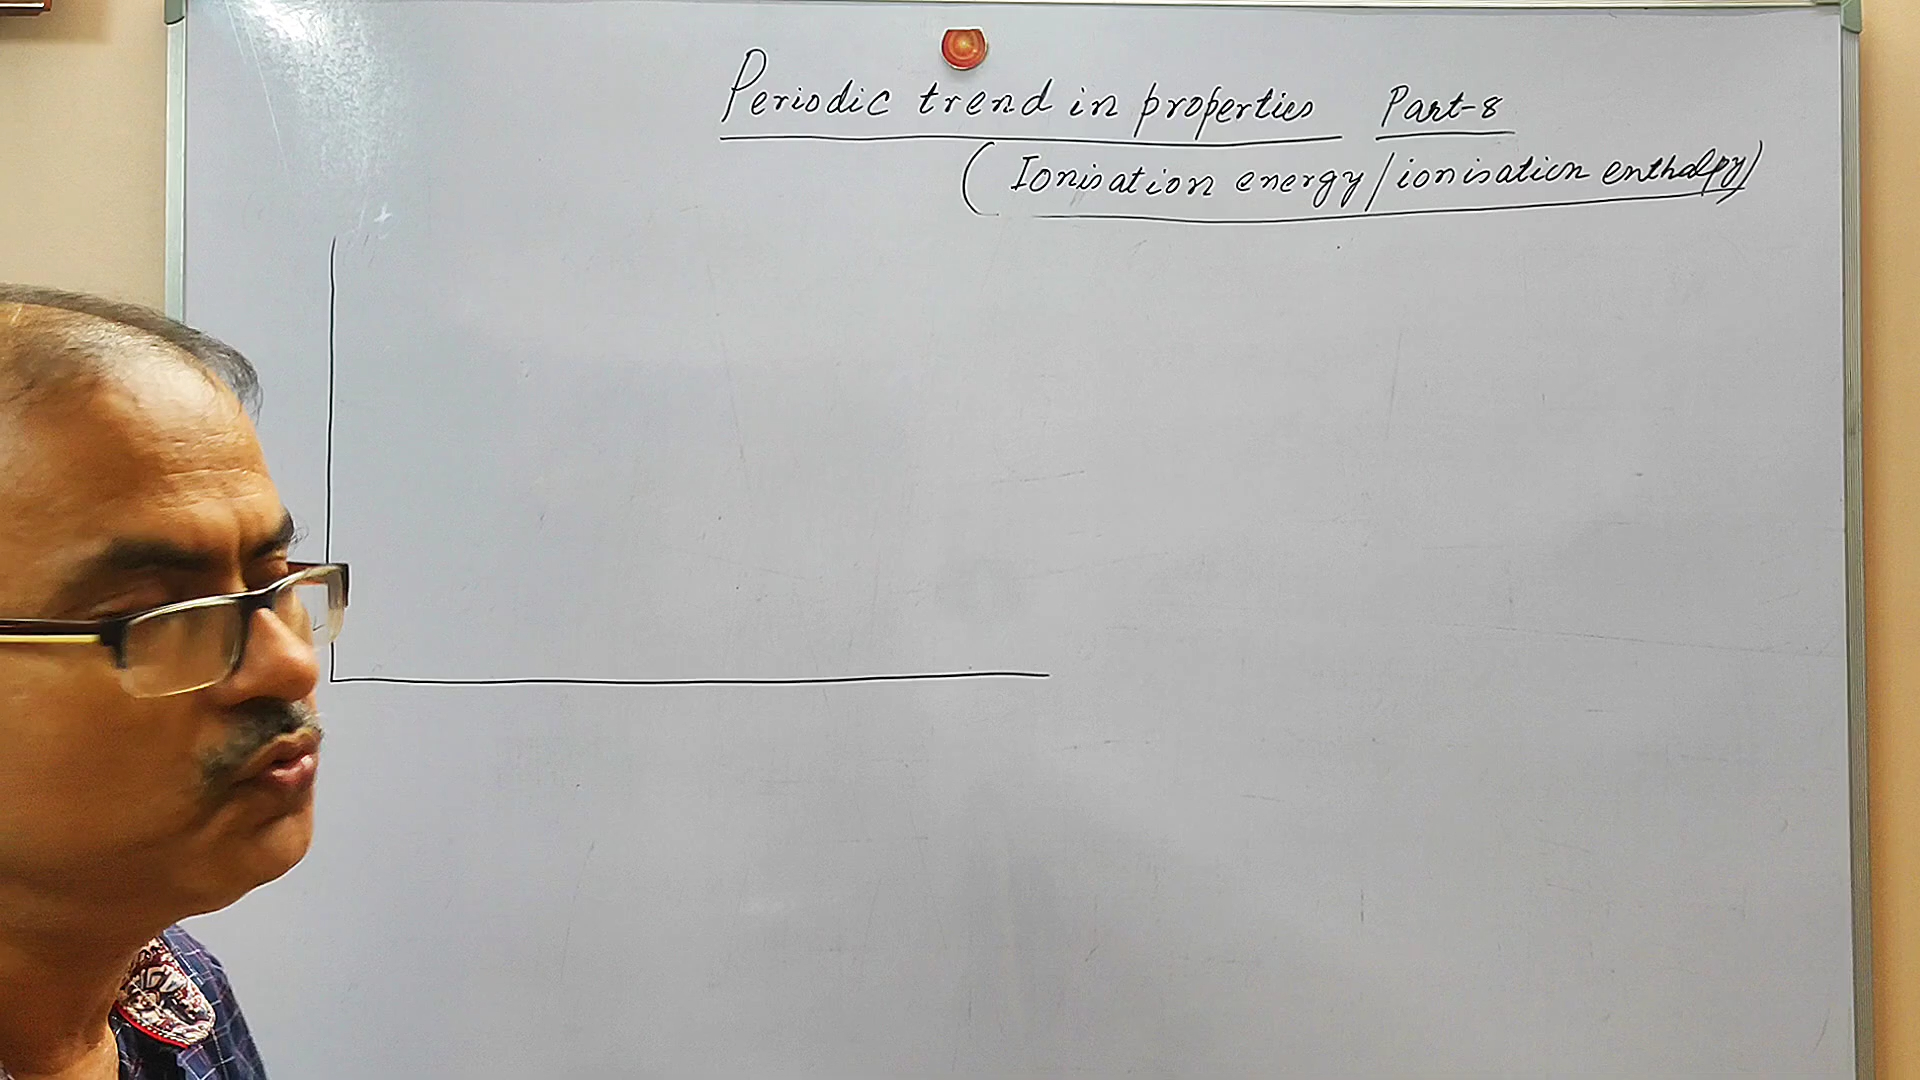 Periodic trend in properties Part-8
(Ionisation energy/ionisation enthalpy)